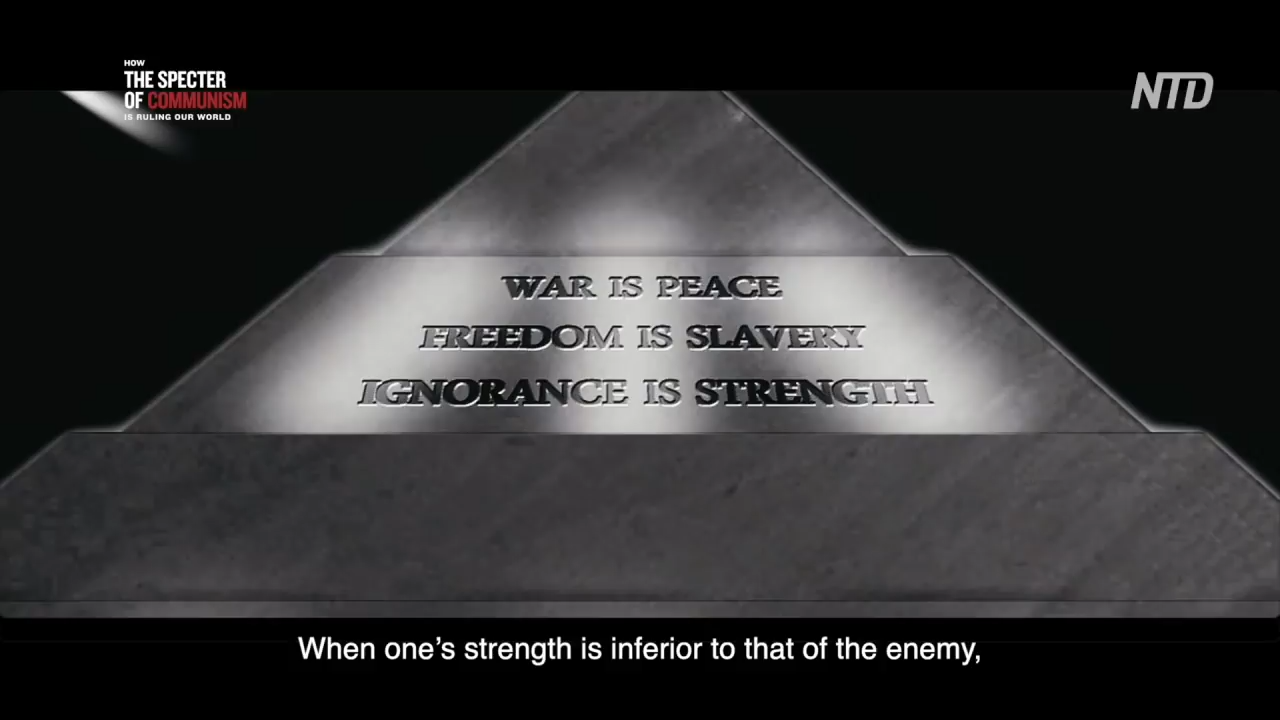 HOW
THE SPECTER
OF COMMUNISM
IS RULING OUR WORLD
NTD
WAR IS PEACE
FREEDOM IS SLAVERY
IGNORANCE IS STRENGTH
When one's strength is inferior to that of the enemy,